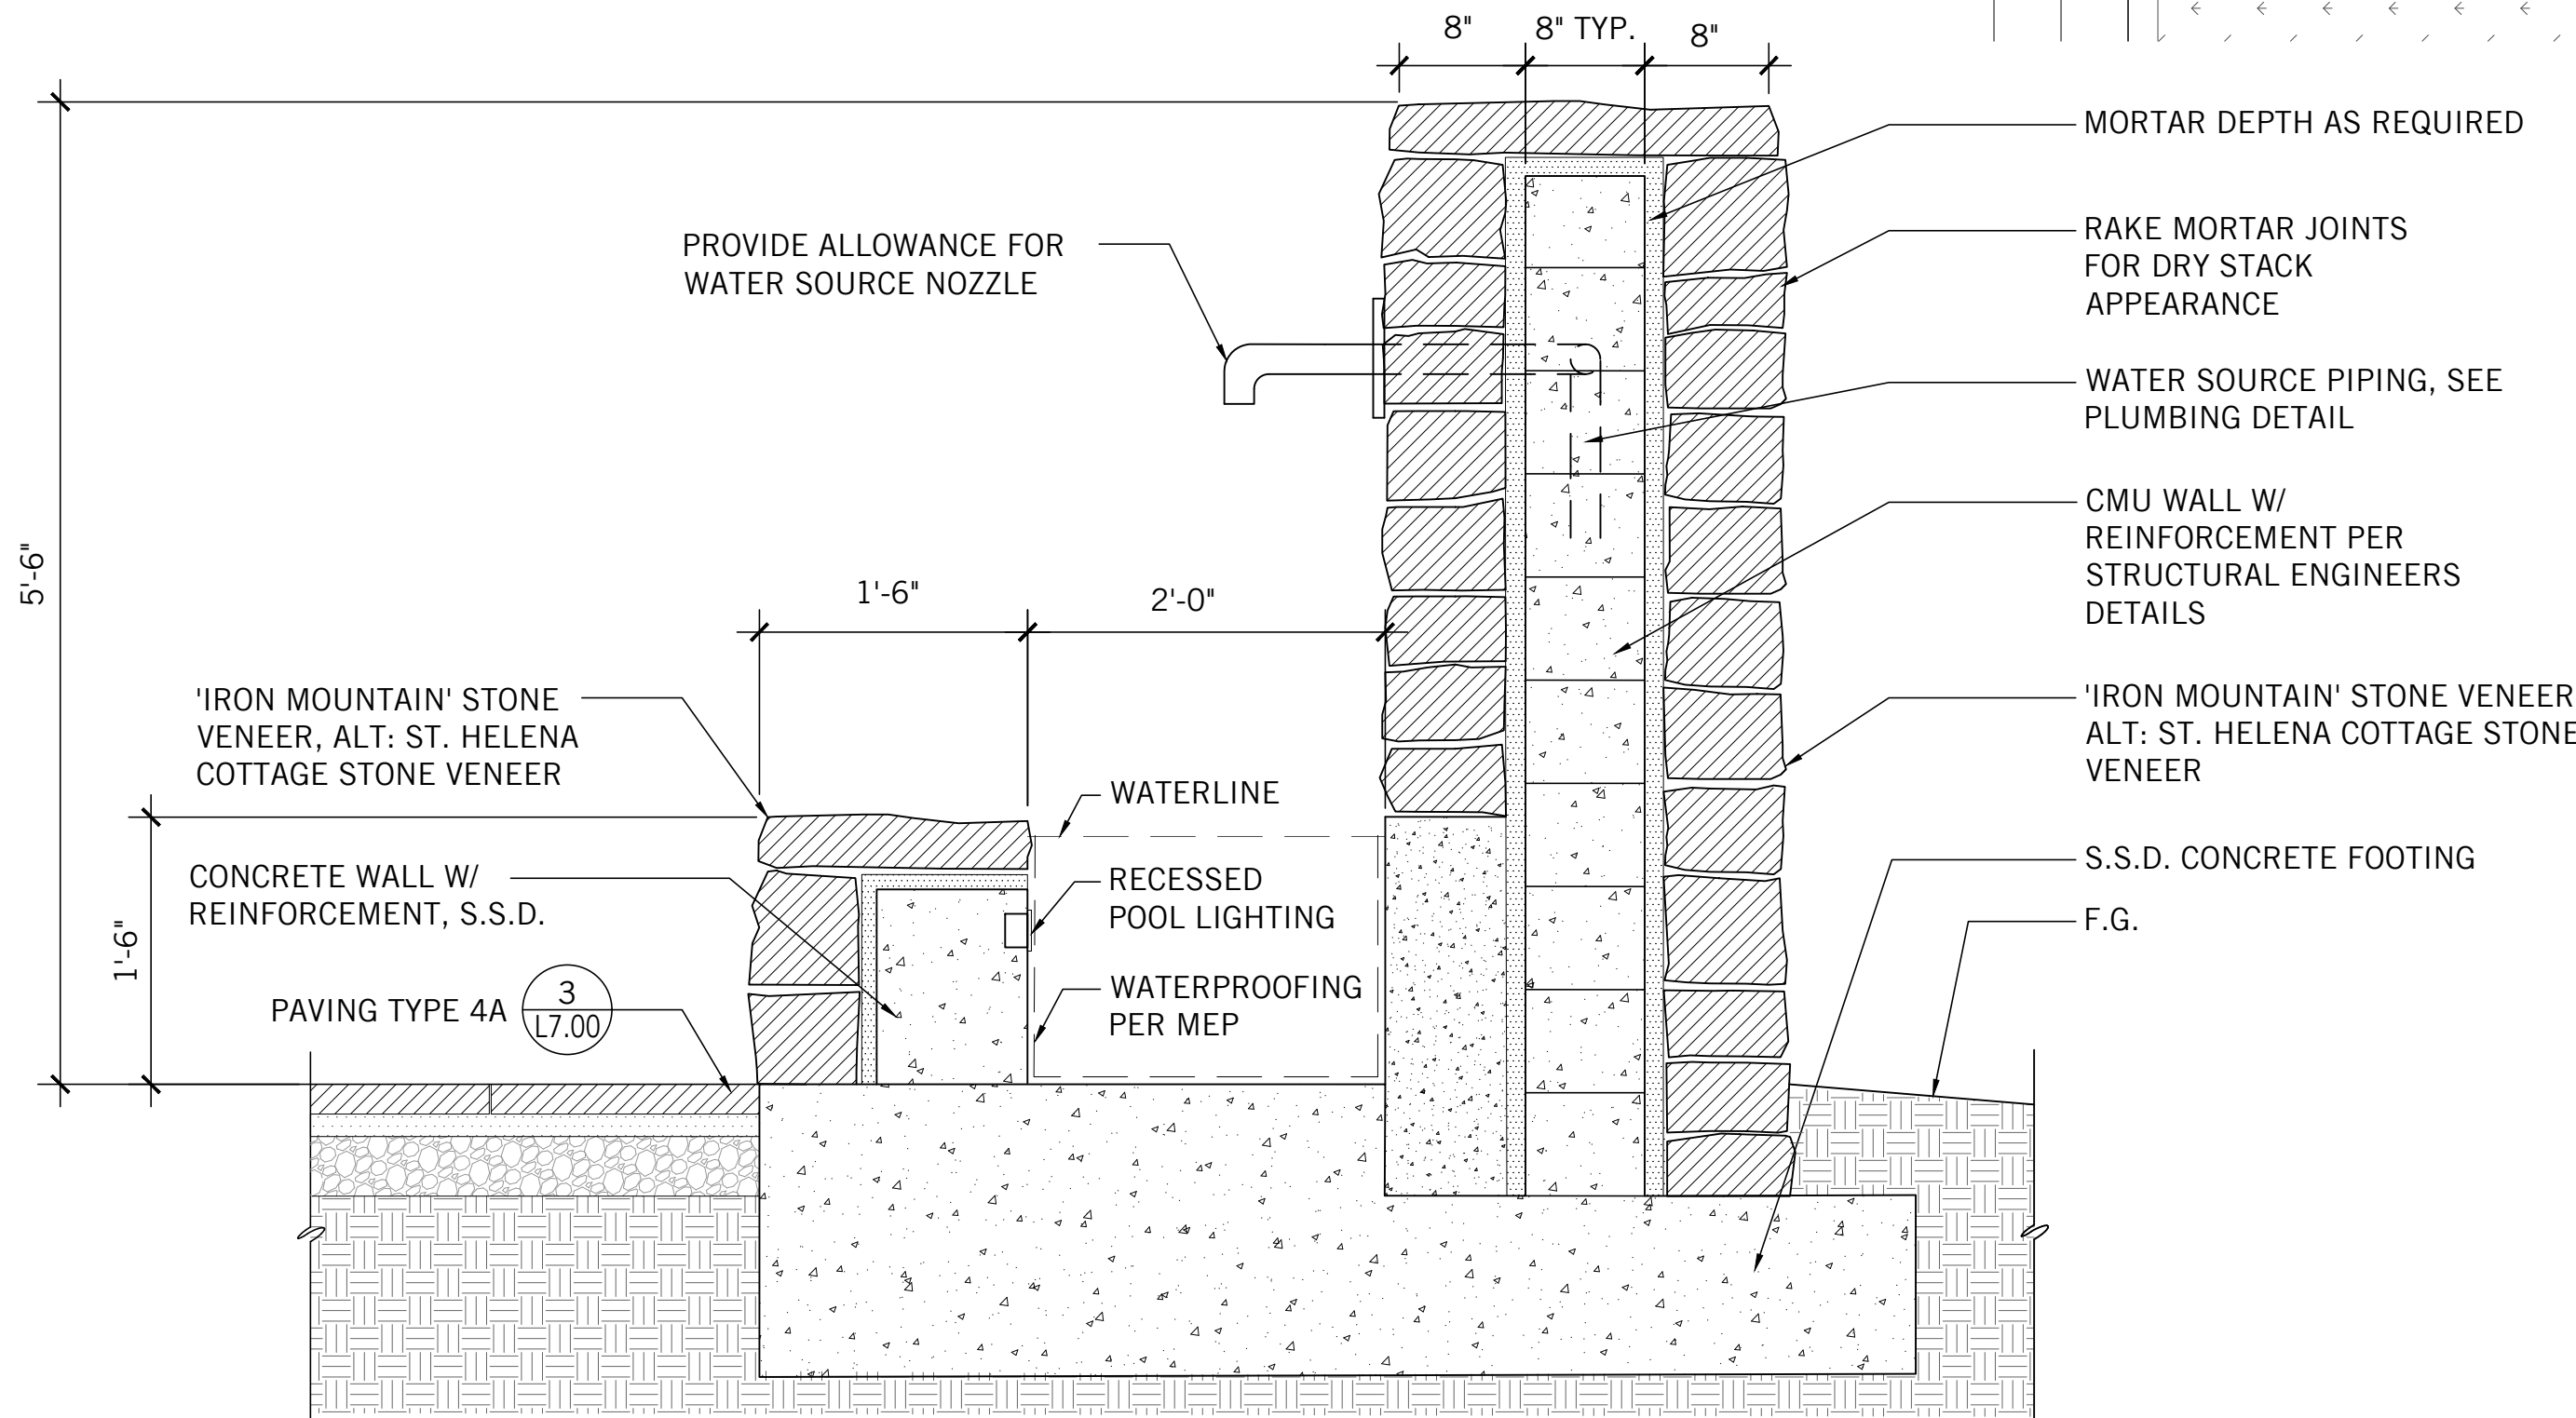 8" 8" TYP. 8"
MORTAR DEPTH AS REQUIRED
RAKE MORTAR JOINTS
FOR DRY STACK
APPEARANCE
PROVIDE ALLOWANCE FOR
WATER SOURCE NOZZLE
WATER SOURCE PIPING, SEE
PLUMBING DETAIL
CMU WALL W/
REINFORCEMENT PER
STRUCTURAL ENGINEERS
DETAILS
5'-6"
1'-6" 2'-0"
'IRON MOUNTAIN' STONE
VENEER, ALT: ST. HELENA
COTTAGE STONE VENEER
'IRON MOUNTAIN' STONE VENEER
ALT: ST. HELENA COTTAGE STONE
VENEER
WATERLINE
CONCRETE WALL W/
REINFORCEMENT, S.S.D.
RECESSED
POOL LIGHTING
S.S.D. CONCRETE FOOTING
F.G.
1'-6"
PAVING TYPE 4A
3
L7.00
WATERPROOFING
PER MEP